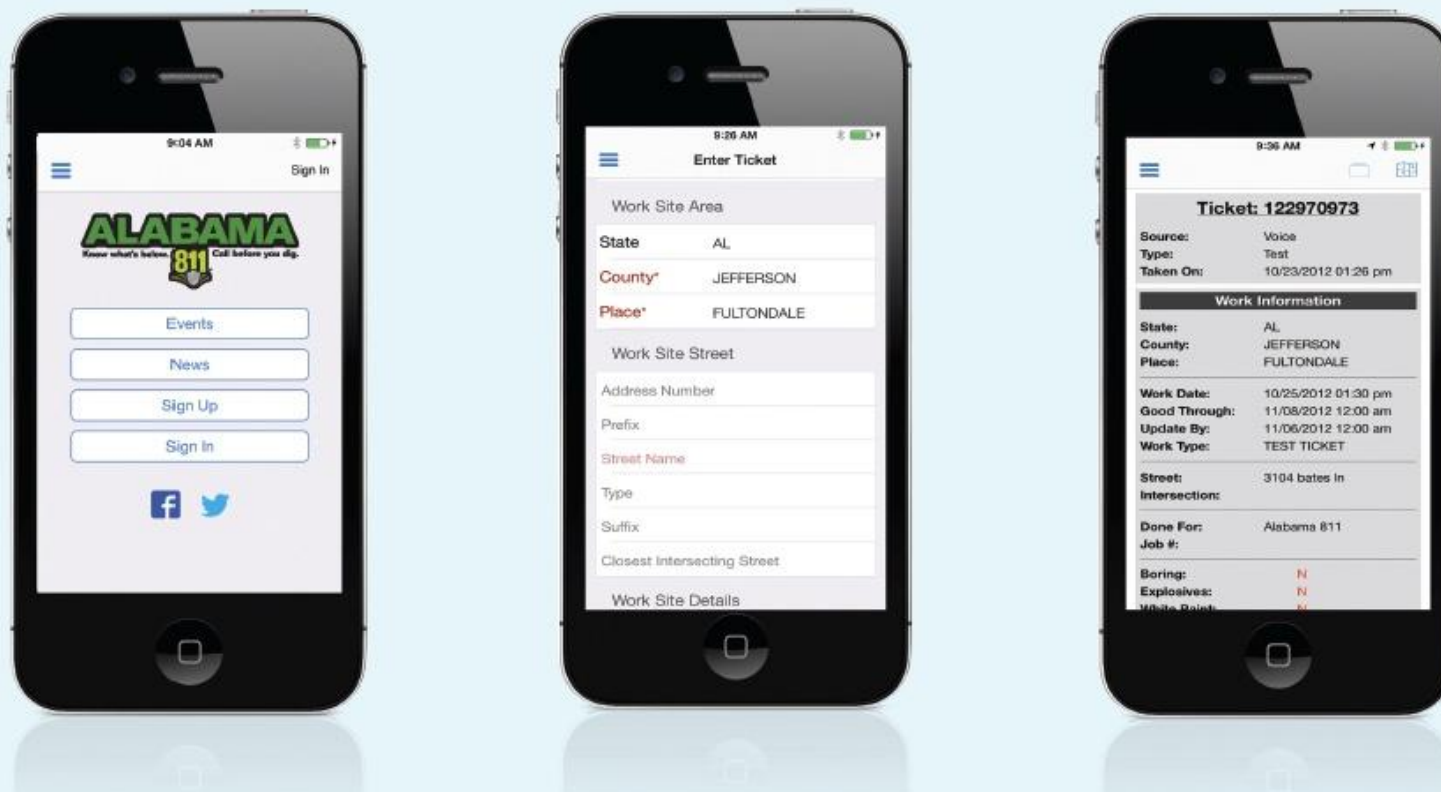 9:04 AM
Sign In
ALABAMA
Know what's below. 811 Call before you dig.
Events
News
Sign Up
Sign In
9:26 AM
Enter Ticket
Work Site Area
State AL
County* JEFFERSON
Place* FULTONDALE
Work Site Street
Address Number
Prefix
Street Name
Type
Suffix
Closest Intersecting Street
Work Site Details
9:36 AM
Ticket: 122970973
Source: Voice
Type: Test
Taken On: 10/23/2012 01:26 pm
Work Information
State: AL
County: JEFFERSON
Place: FULTONDALE
Work Date: 10/25/2012 01:30 pm
Good Through: 11/08/2012 12:00 am
Update By: 11/06/2012 12:00 am
Work Type: TEST TICKET
Street: 3104 bates ln
Intersection:
Done For: Alabama 811
Job #:
Boring: N
Explosives: N
White Paint: N